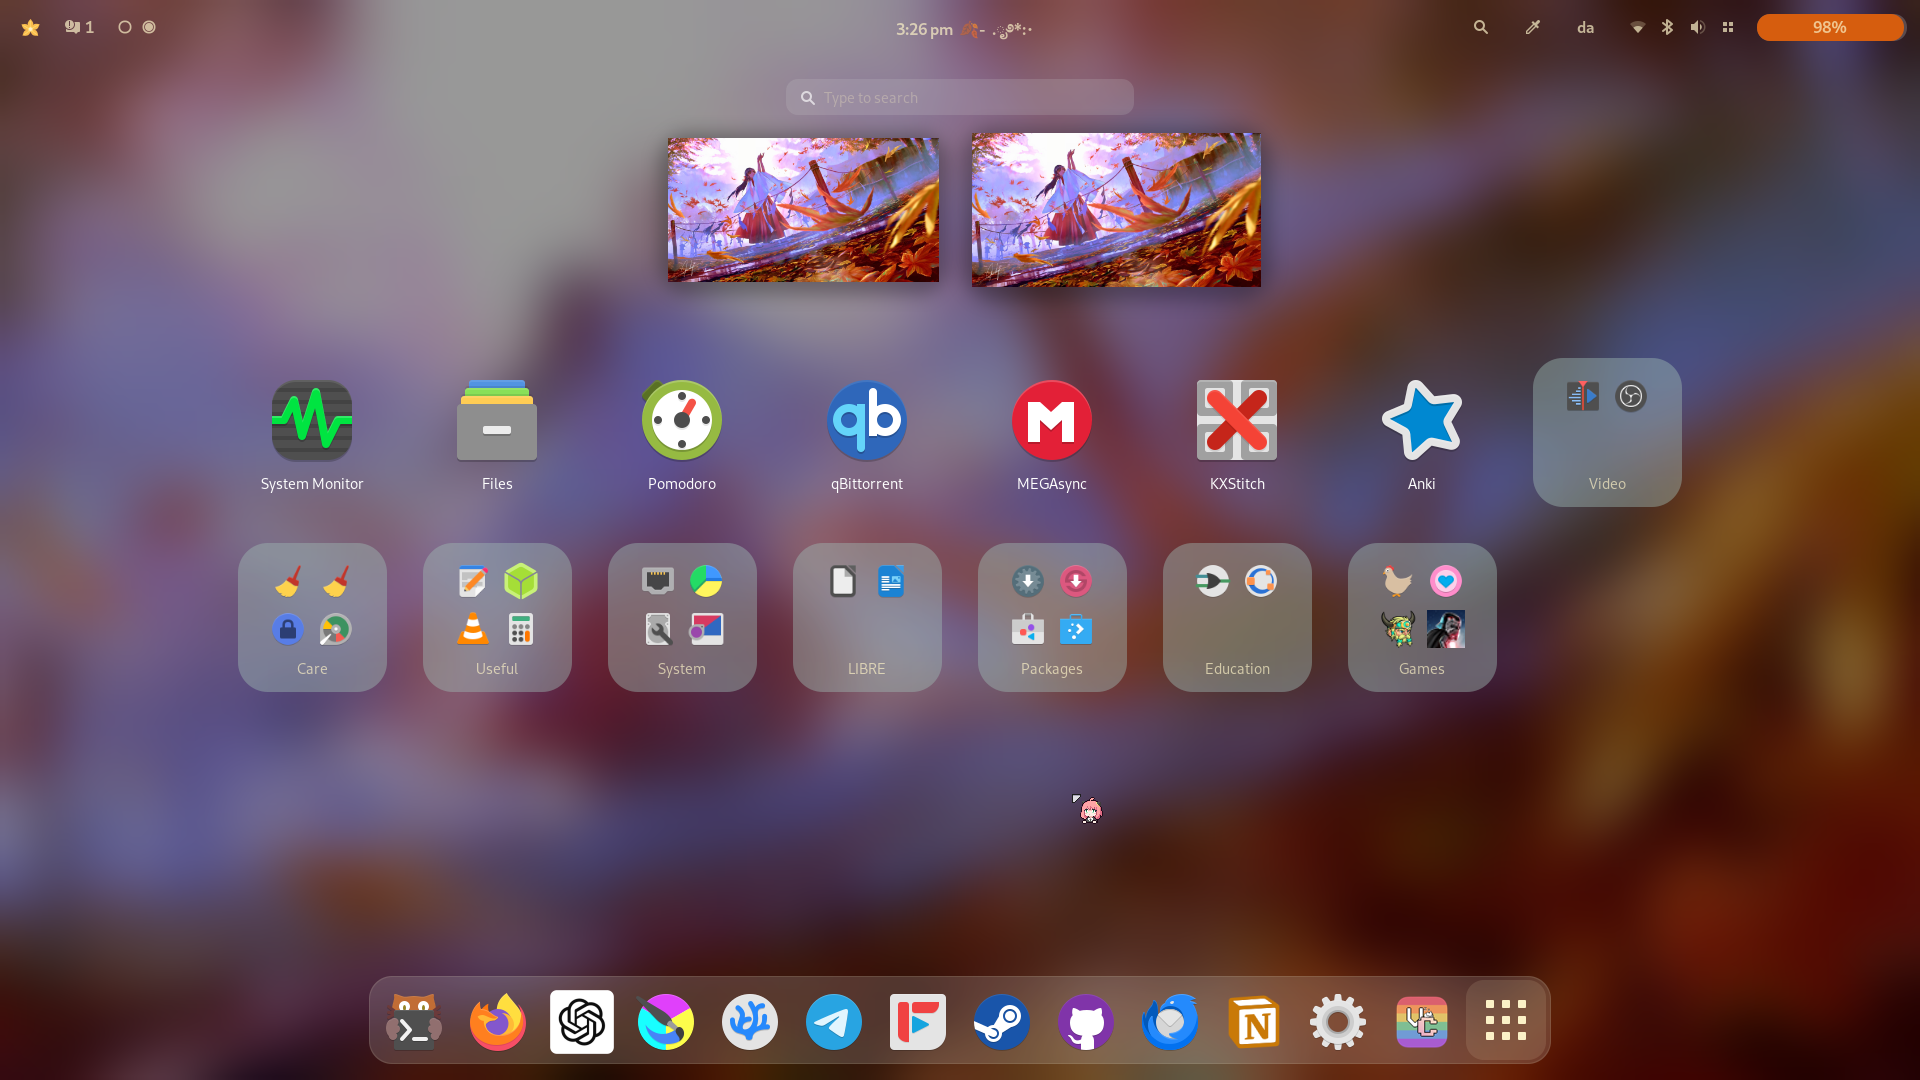 1
3:26 pm 🍂- .ೃ࿔*:･
da
98%
Type to search
System Monitor
Files
Pomodoro
qBittorrent
MEGAsync
KXStitch
Anki
Video
Care
Useful
System
LIBRE
Packages
Education
Games